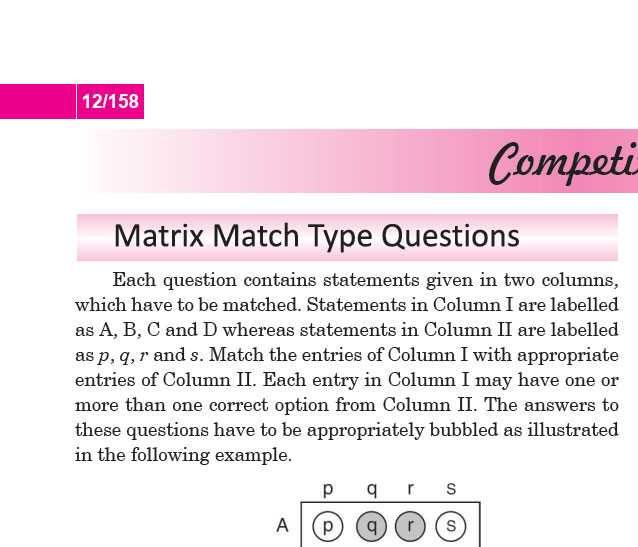 12/158
Competi
Matrix Match Type Questions
Each question contains statements given in two columns,
which have to be matched. Statements in Column I are labelled
as A, B, C and D whereas statements in Column II are labelled
as p, q, r and s. Match the entries of Column I with appropriate
entries of Column II. Each entry in Column I may have one or
more than one correct option from Column II. The answers to
these questions have to be appropriately bubbled as illustrated
in the following example.
p q r s
A p q r s